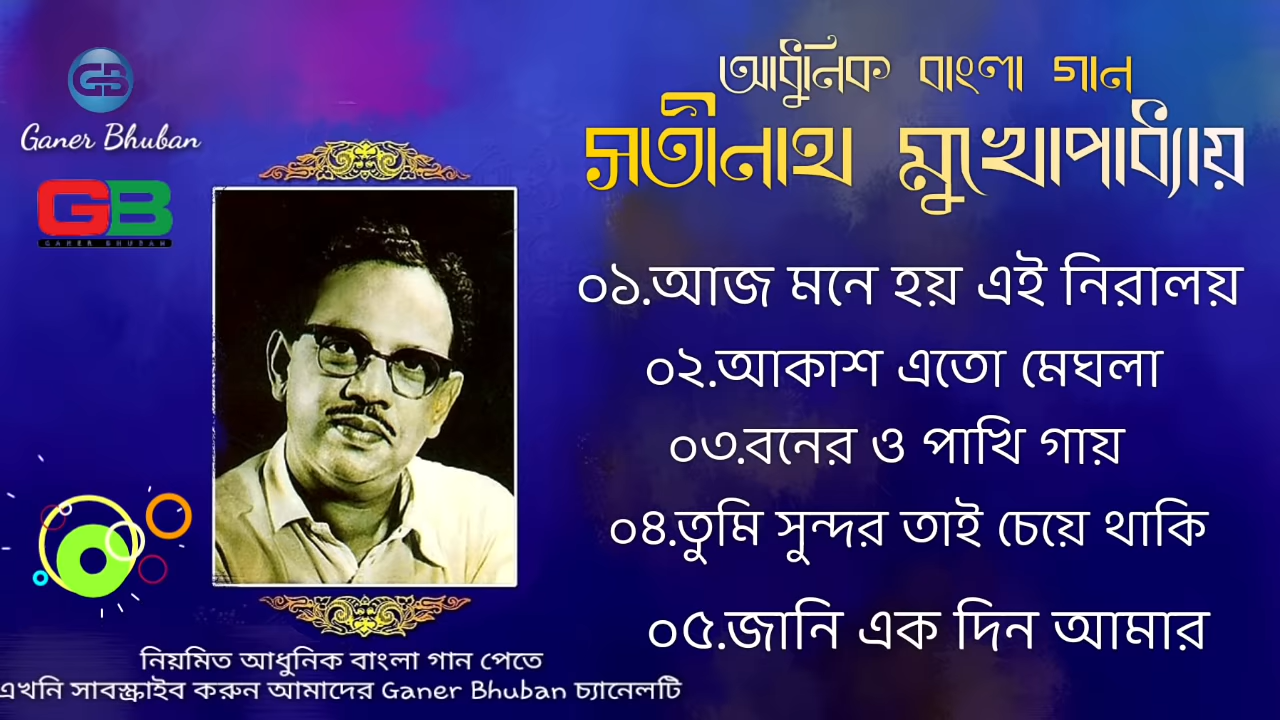 GB
Ganer Bhuban
GB
GANER BHUBAN
আধুনিক বাংলা গান
সতীনাথ মুখোপাধ্যায়
০১.আজ মনে হয় এই নিরালয়
০২.আকাশ এতো মেঘলা
০৩.বনের ও পাখি গায়
০৪.তুমি সুন্দর তাই চেয়ে থাকি
০৫.জানি এক দিন আমার
নিয়মিত আধুনিক বাংলা গান পেতে
এখনি সাবস্ক্রাইব করুন আমাদের Ganer Bhuban চ্যানেলটি